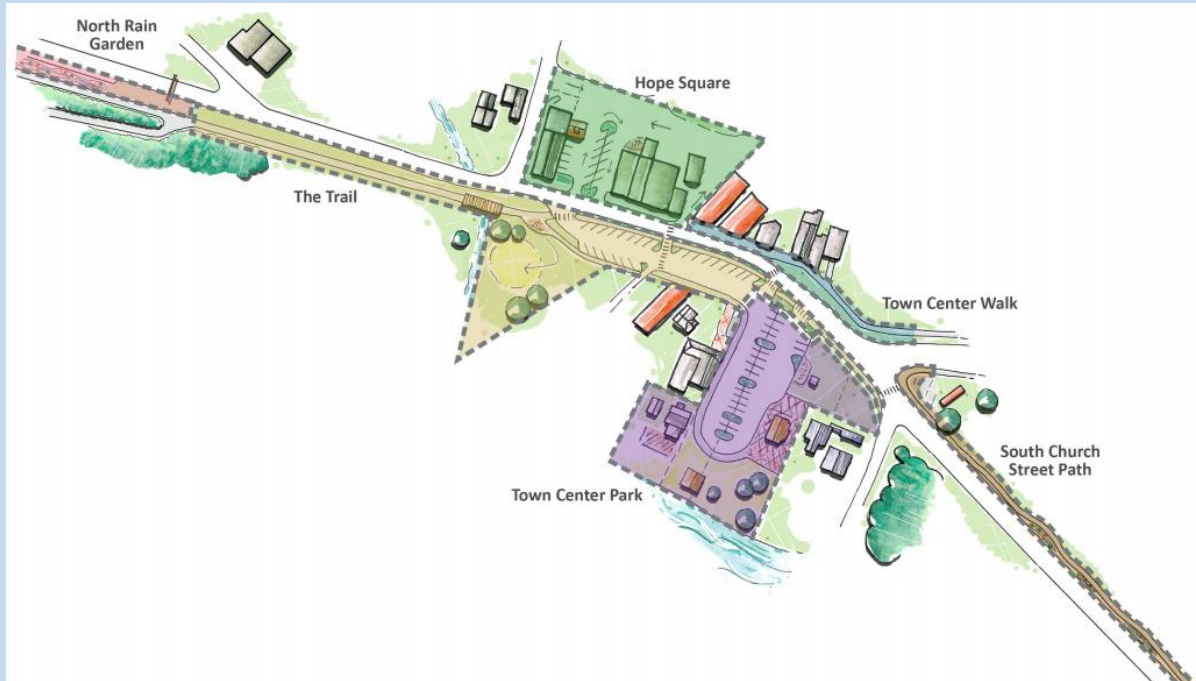 North Rain
Garden
Hope Square
The Trail
Town Center Walk
South Church
Street Path
Town Center Park